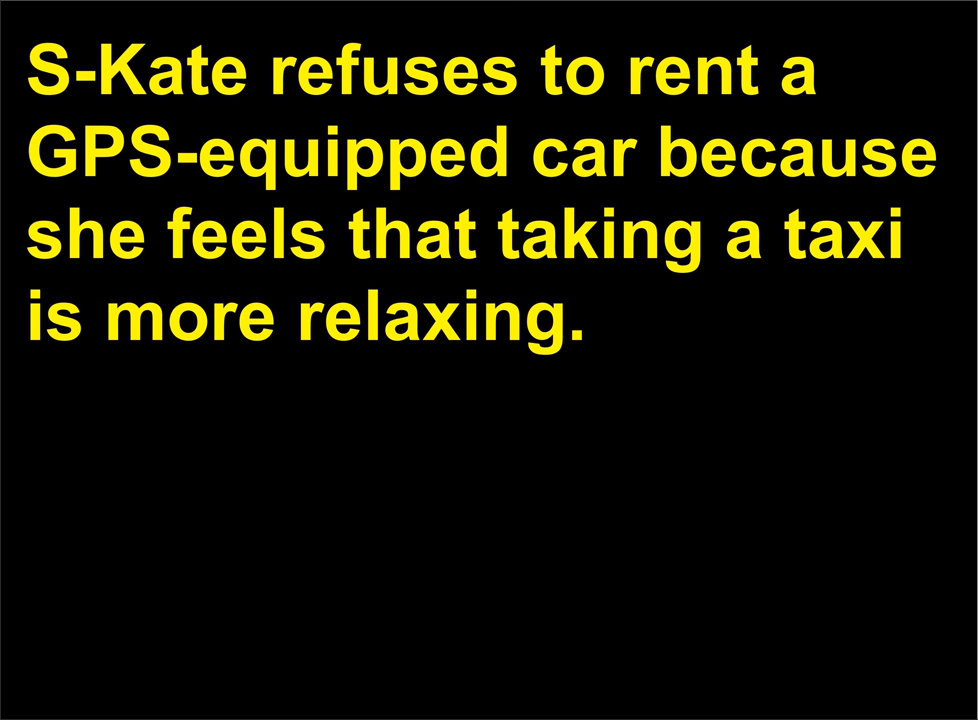 S-Kate refuses to rent a
GPS-equipped car because
she feels that taking a taxi
is more relaxing.